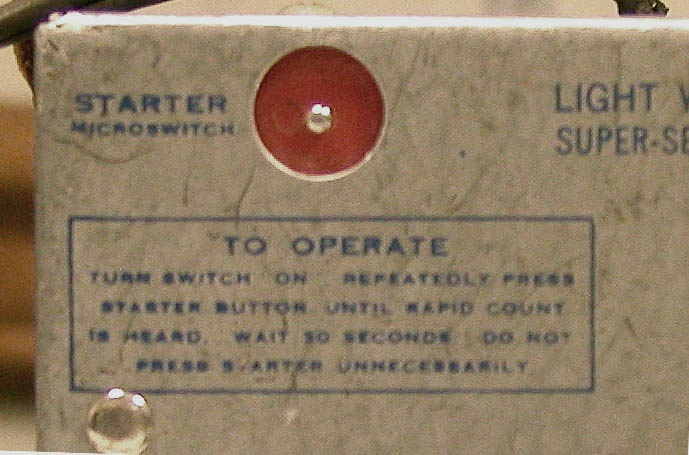 STARTER
MICROSWITCH
LIGHT
SUPER-SE
TO OPERATE
TURN SWITCH ON REPEATEDLY PRESS
STARTER BUTTON UNTIL RAPID COUNT
IS HEARD. WAIT 30 SECONDS DO NOT
PRESS STARTER UNNECESSARILY